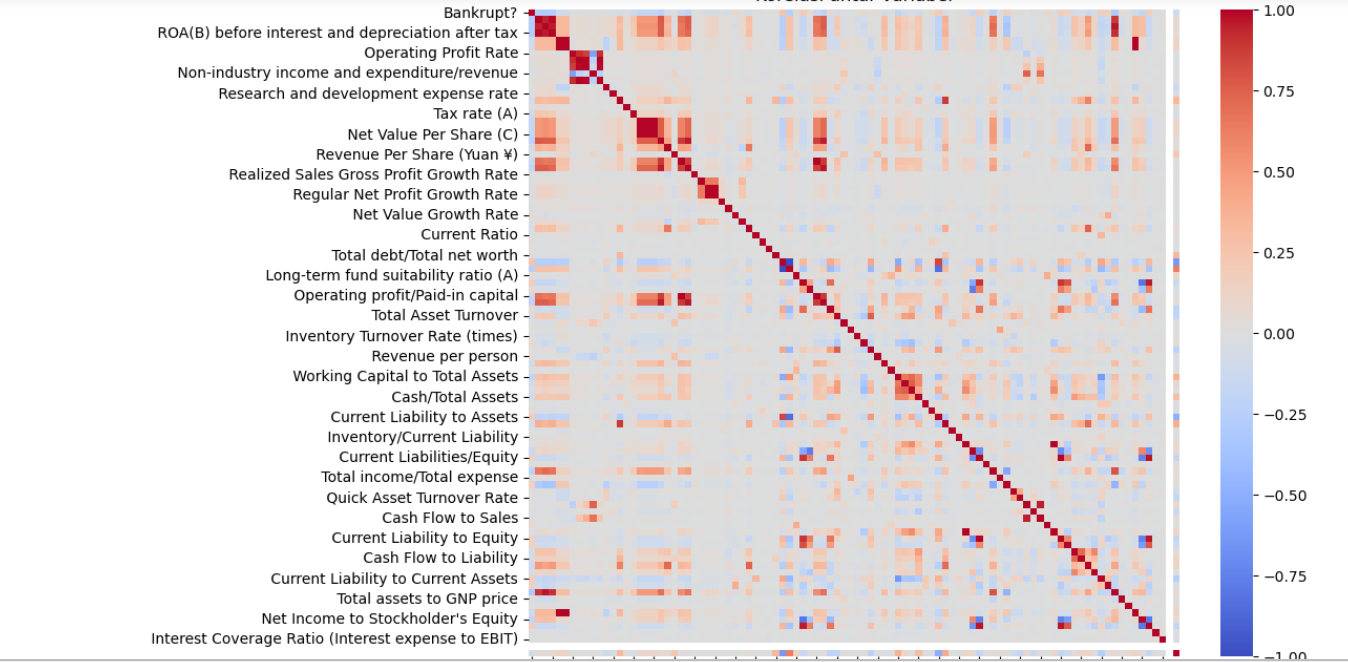 Bankrupt?
ROA(B) before interest and depreciation after tax
Operating Profit Rate
Non-industry income and expenditure/revenue
Research and development expense rate
Tax rate (A)
Net Value Per Share (C)
Revenue Per Share (Yuan ¥)
Realized Sales Gross Profit Growth Rate
Regular Net Profit Growth Rate
Net Value Growth Rate
Current Ratio
Total debt/Total net worth
Long-term fund suitability ratio (A)
Operating profit/Paid-in capital
Total Asset Turnover
Inventory Turnover Rate (times)
Revenue per person
Working Capital to Total Assets
Cash/Total Assets
Current Liability to Assets
Inventory/Current Liability
Current Liabilities/Equity
Total income/Total expense
Quick Asset Turnover Rate
Cash Flow to Sales
Current Liability to Equity
Cash Flow to Liability
Current Liability to Current Assets
Total assets to GNP price
Net Income to Stockholder's Equity
Interest Coverage Ratio (Interest expense to EBIT)
1.00
0.75
0.50
0.25
0.00
−0.25
−0.50
−0.75
−1.00